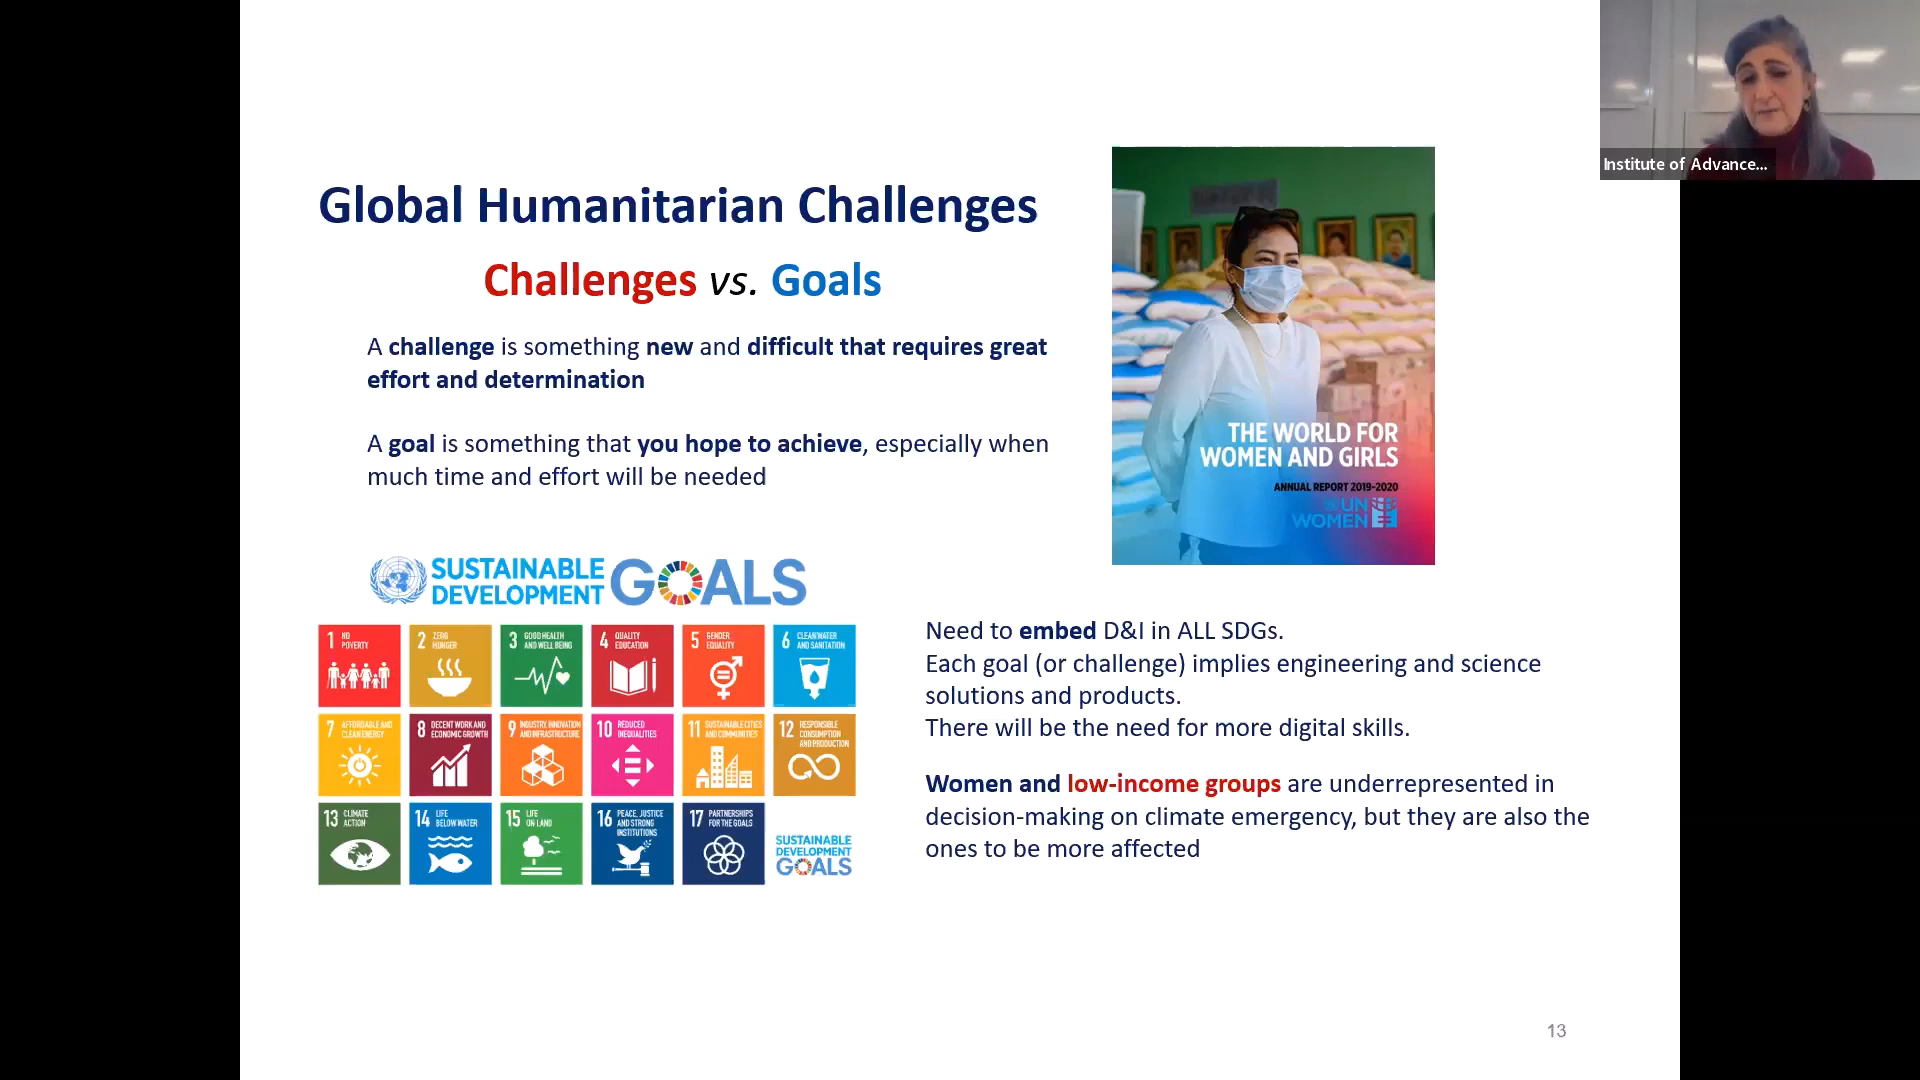 Institute of Advance...
Global Humanitarian Challenges
Challenges vs. Goals
A challenge is something new and difficult that requires great
effort and determination
A goal is something that you hope to achieve, especially when
much time and effort will be needed
THE WORLD FOR
WOMEN AND GIRLS
ANNUAL REPORT 2019-2020
UN
WOMEN
SUSTAINABLE
DEVELOPMENT
GOALS
1 NO
POVERTY
2 ZERO
HUNGER
3 GOOD HEALTH
AND WELL BEING
4 QUALITY
EDUCATION
5 GENDER
EQUALITY
6 CLEAN WATER
AND SANITATION
7 AFFORDABLE AND
CLEAN ENERGY
8 DECENT WORK AND
ECONOMIC GROWTH
9 INDUSTRY, INNOVATION
AND INFRASTRUCTURE
10 REDUCED
INEQUALITIES
11 SUSTAINABLE CITIES
AND COMMUNITIES
12 RESPONSIBLE
CONSUMPTION
AND PRODUCTION
13 CLIMATE
ACTION
14 LIFE
BELOW WATER
15 LIFE
ON LAND
16 PEACE, JUSTICE
AND STRONG
INSTITUTIONS
17 PARTNERSHIPS
FOR THE GOALS
SUSTAINABLE
DEVELOPMENT
GOALS
Need to embed D&I in ALL SDGs.
Each goal (or challenge) implies engineering and science
solutions and products.
There will be the need for more digital skills.
Women and low-income groups are underrepresented in
decision-making on climate emergency, but they are also the
ones to be more affected
13